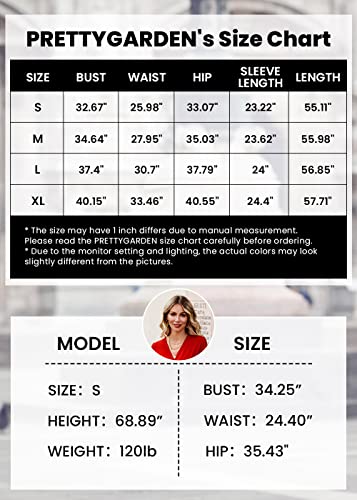 PRETTYGARDEN's Size Chart
SIZE BUST WAIST HIP SLEEVE LENGTH LENGTH
S 32.67" 25.98" 33.07" 23.22" 55.11"
M 34.64" 27.95" 35.03" 23.62" 55.98"
L 37.4" 30.7" 37.79" 24" 56.85"
XL 40.15" 33.46" 40.55" 24.4" 57.71"
* The size may have 1 inch differs due to manual measurement.
Please read the PRETTYGARDEN size chart carefully before ordering.
* Due to the monitor setting and lighting, the actual colors may look
slightly different from the pictures.
MODEL SIZE
SIZE: S BUST: 34.25”
HEIGHT: 68.89” WAIST: 24.40”
WEIGHT: 120lb HIP: 35.43"